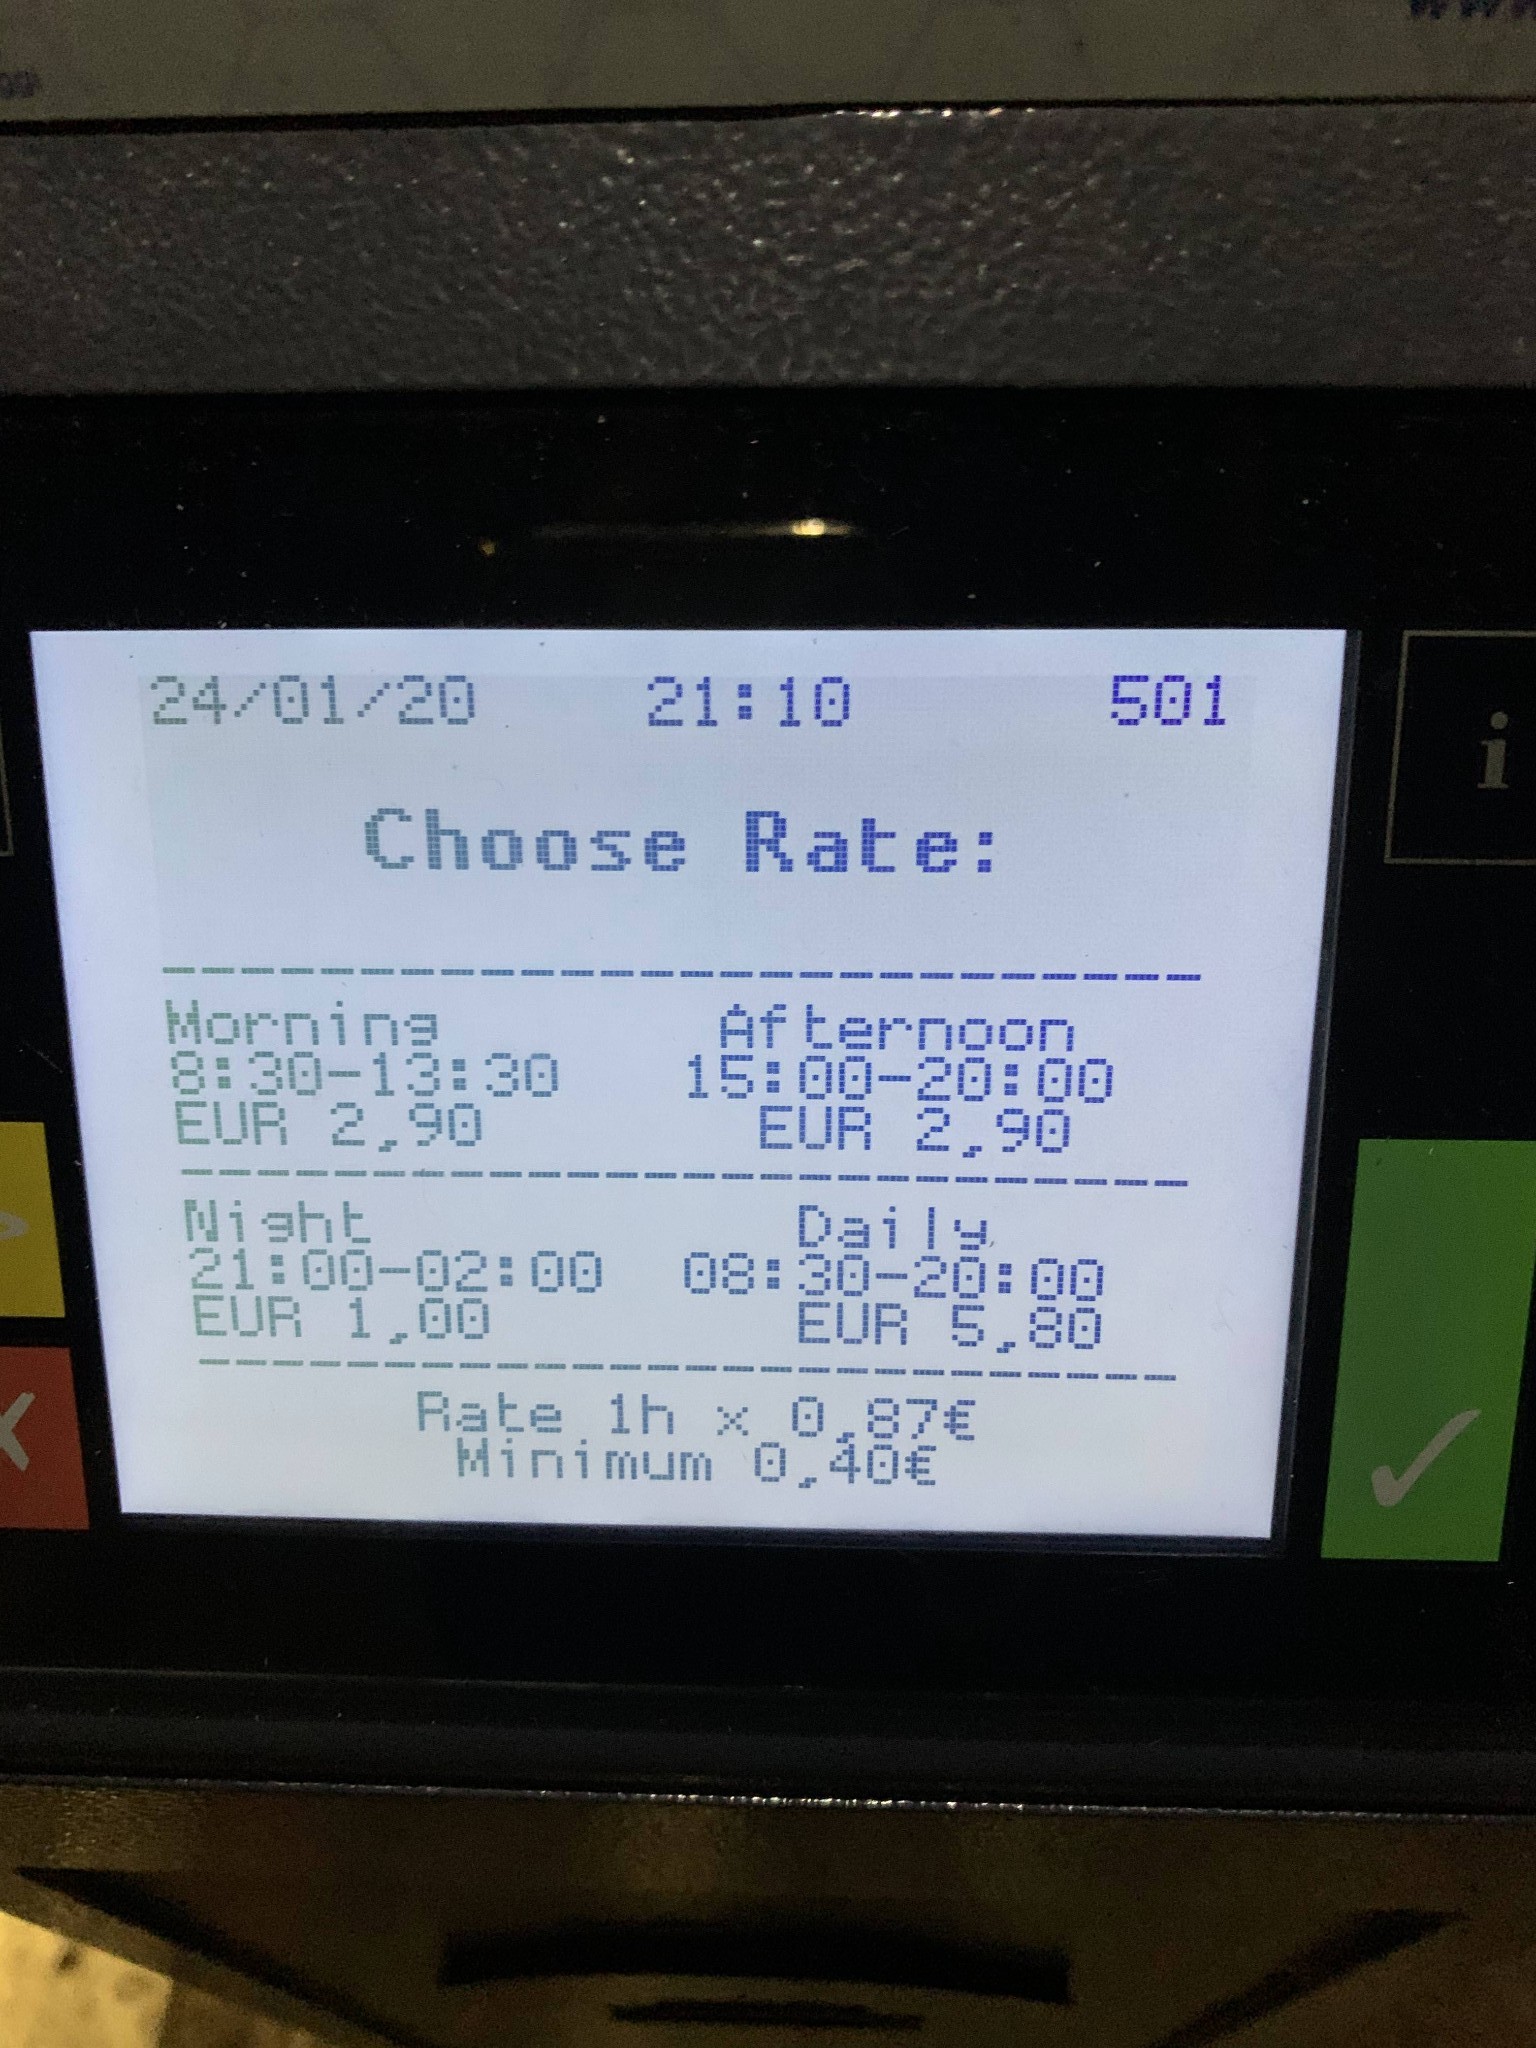 24/01/20 21:10 501
Choose Rate:
Morning Afternoon
8:30-13:30 15:00-20:00
EUR 2,90 EUR 2,90
Night Daily
21:00-02:00 08:30-20:00
EUR 1,00 EUR 5,80
Rate 1h x 0,87€
Minimum 0,40€
i